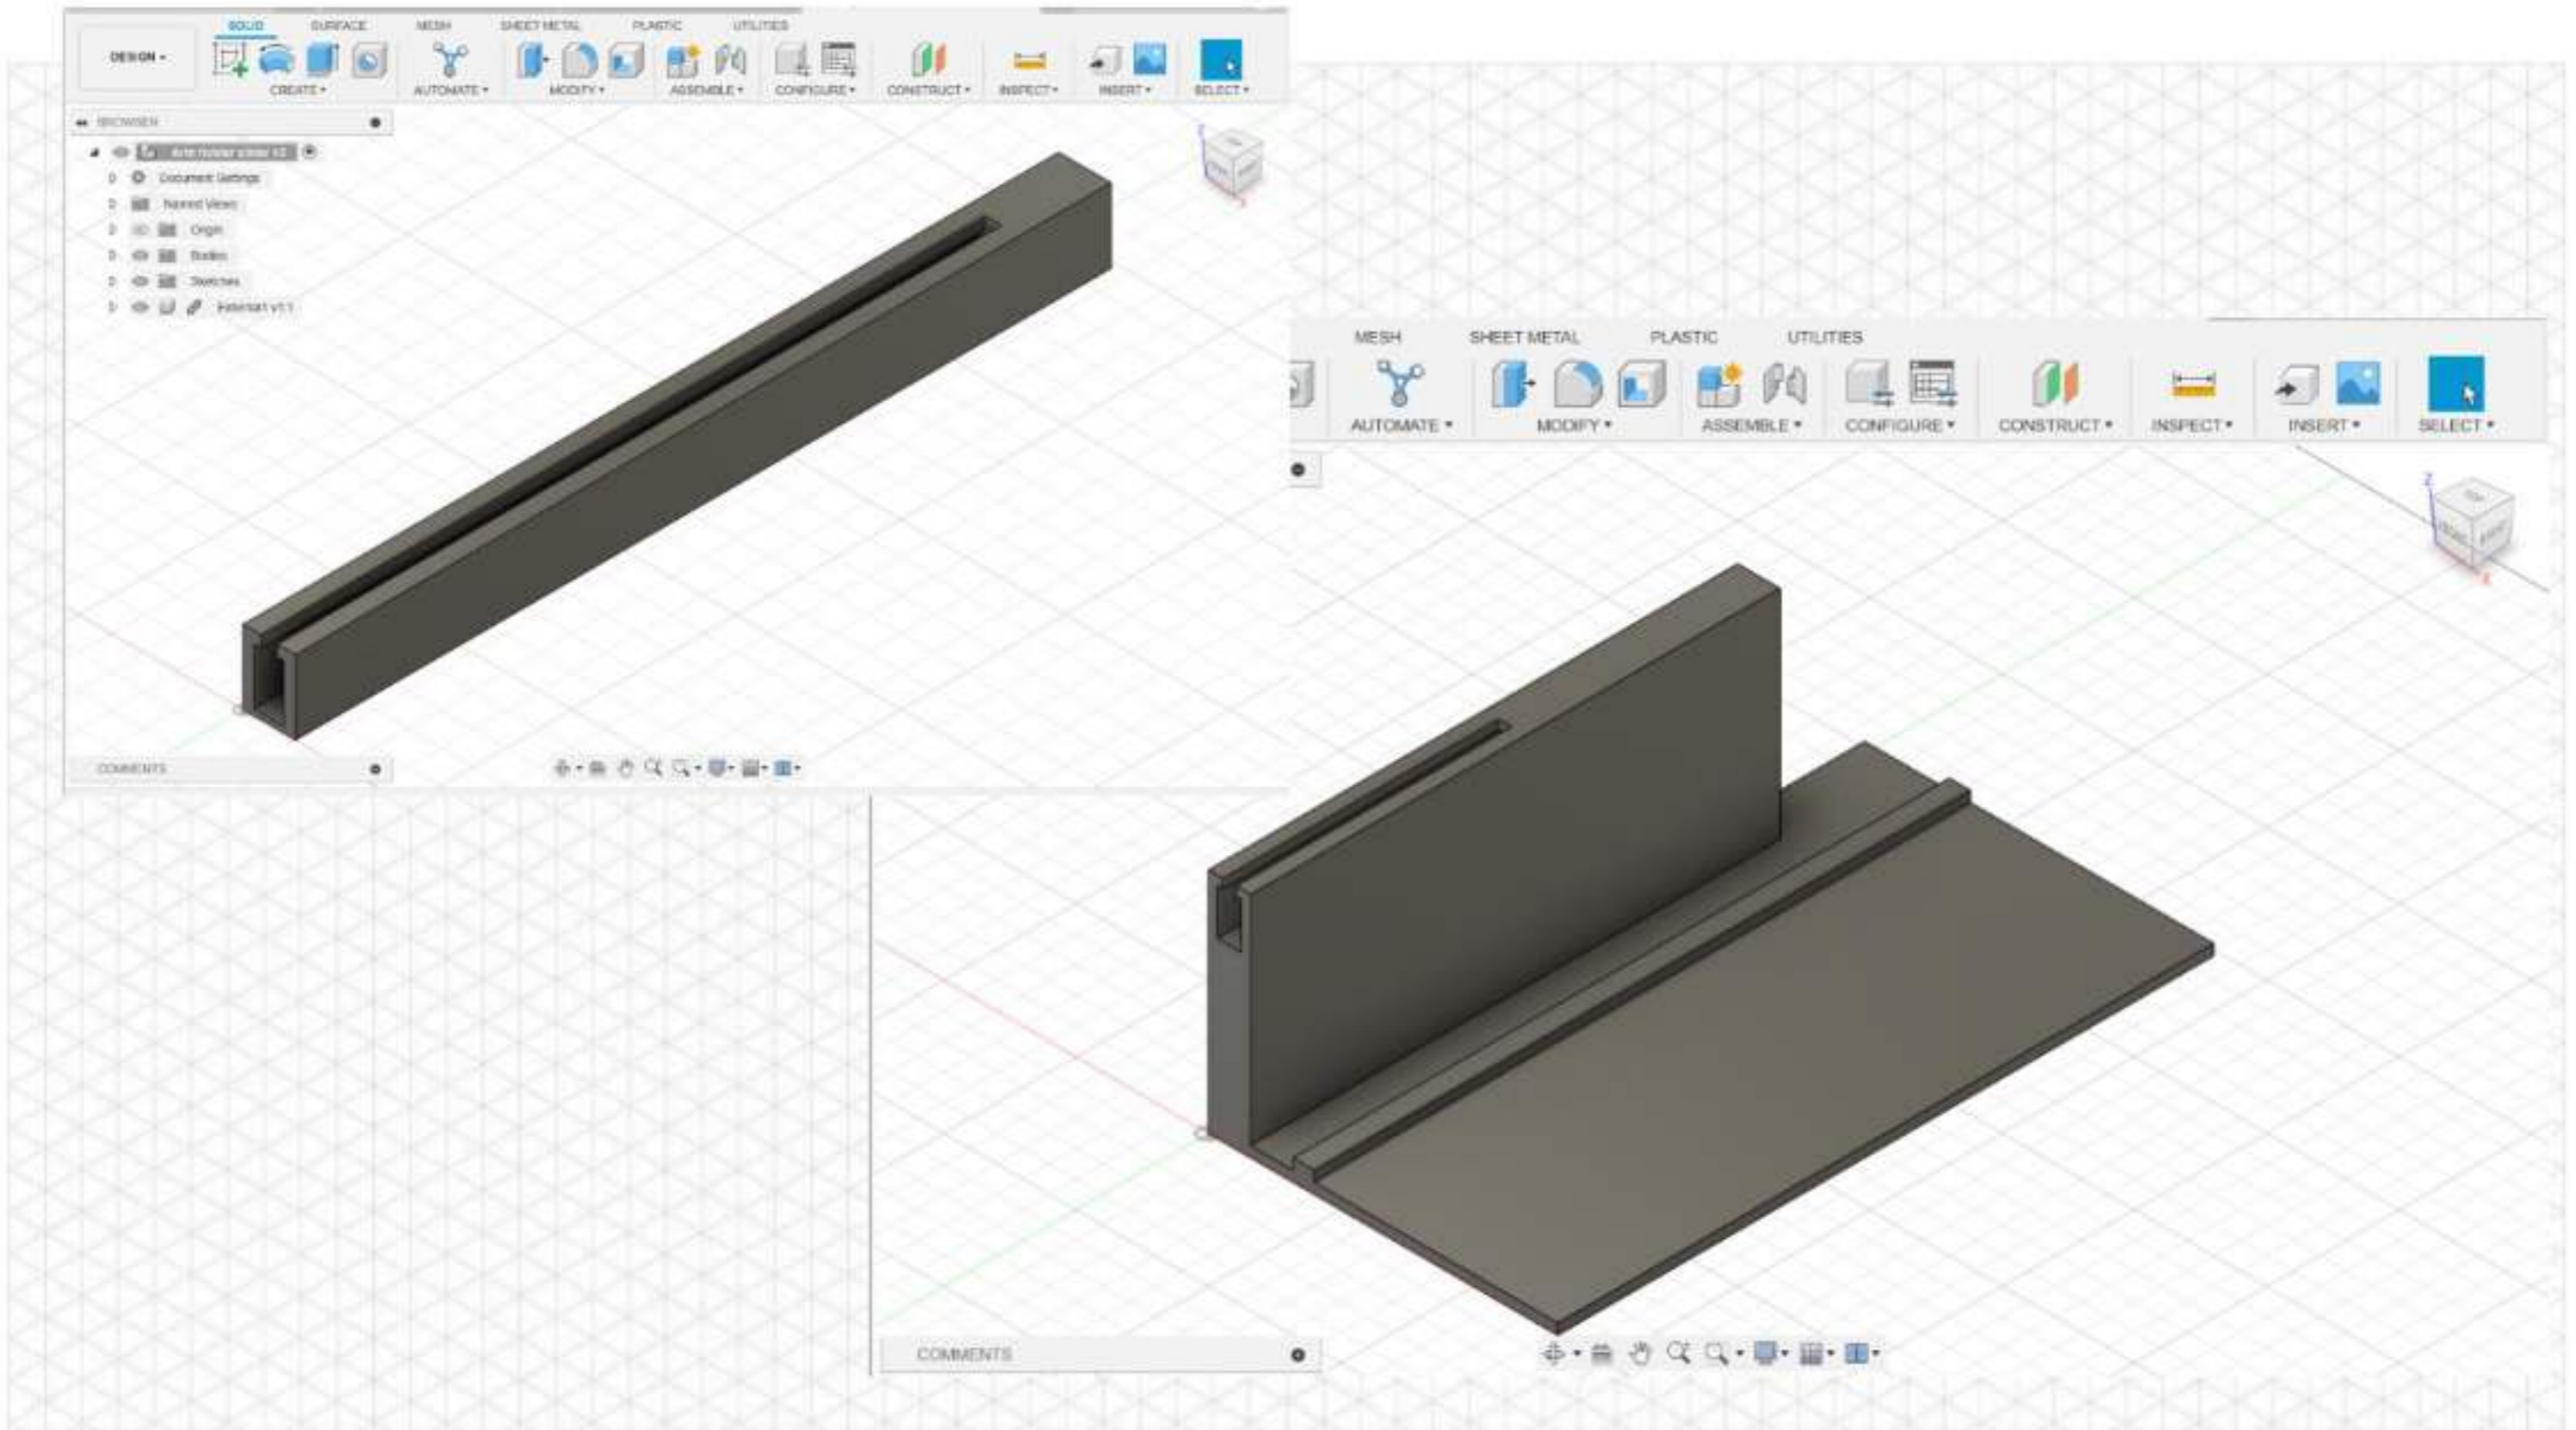 SOLID SURFACE MESH SHEET METAL PLASTIC UTILITIES
DESIGN
CREATE AUTOMATE MODIFY ASSEMBLE CONFIGURE CONSTRUCT INSPECT INSERT SELECT
BROWSER
Document Settings
Named Views
Origin
Bodies
Sketches
COMMENTS
MESH SHEET METAL PLASTIC UTILITIES
AUTOMATE MODIFY ASSEMBLE CONFIGURE CONSTRUCT INSPECT INSERT SELECT
Z
TOP
X
COMMENTS